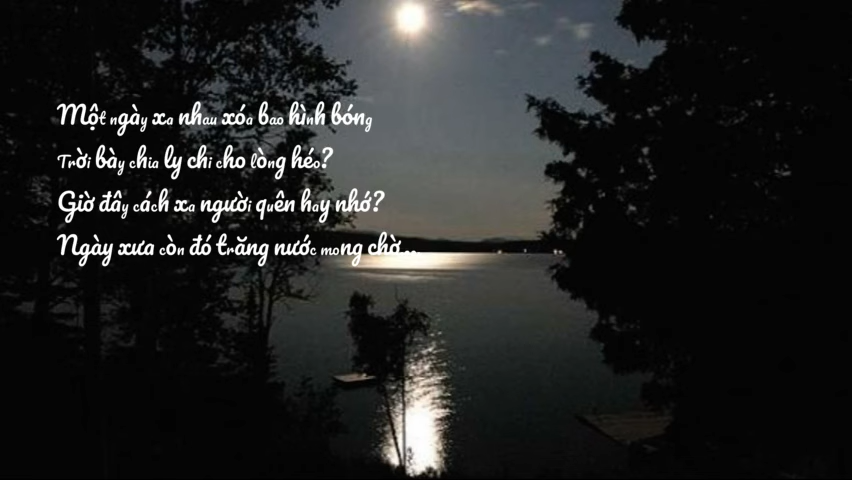 Một ngày xa nhau xóa bao hình bóng
Trời bày chia ly chi cho lòng héo?
Giờ đây cách xa người quên hay nhớ?
Ngày xưa còn đó trăng nước mong chờ...